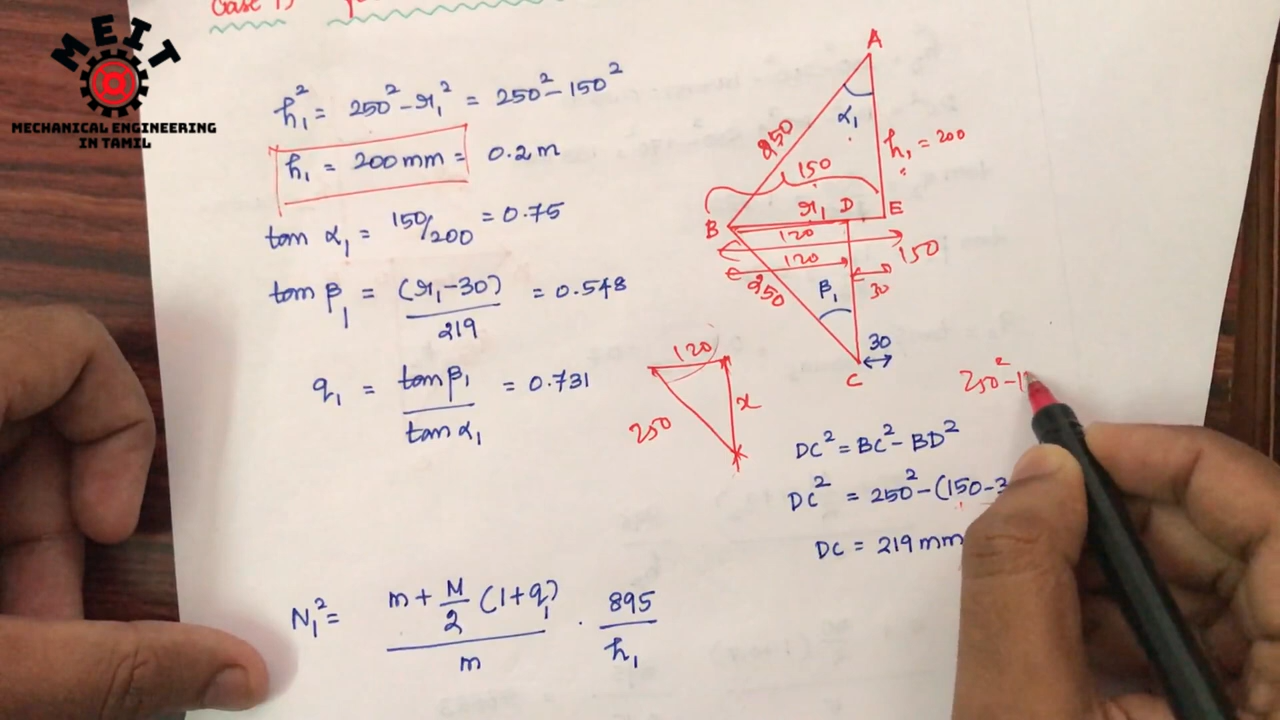 Case 1)
MEIT
MECHANICAL ENGINEERING
IN TAMIL
h₁² = 250² - r₁² = 250² - 150²
h₁ = 200 mm = 0.2 m
tan α₁ = 150/200 = 0.75
tan β₁ = (r₁-30)/219 = 0.548
q₁ = tan β₁/tan α₁ = 0.731
N₁² = m + M/2 (1+q₁)/m . 895/h₁
A
α₁
250
h₁ = 200
150
B
r₁
D
E
120
150
120
30
250
β₁
30
C
120
250
x
250² - 1
DC² = BC² - BD²
DC² = 250² - (150-3
DC = 219 mm